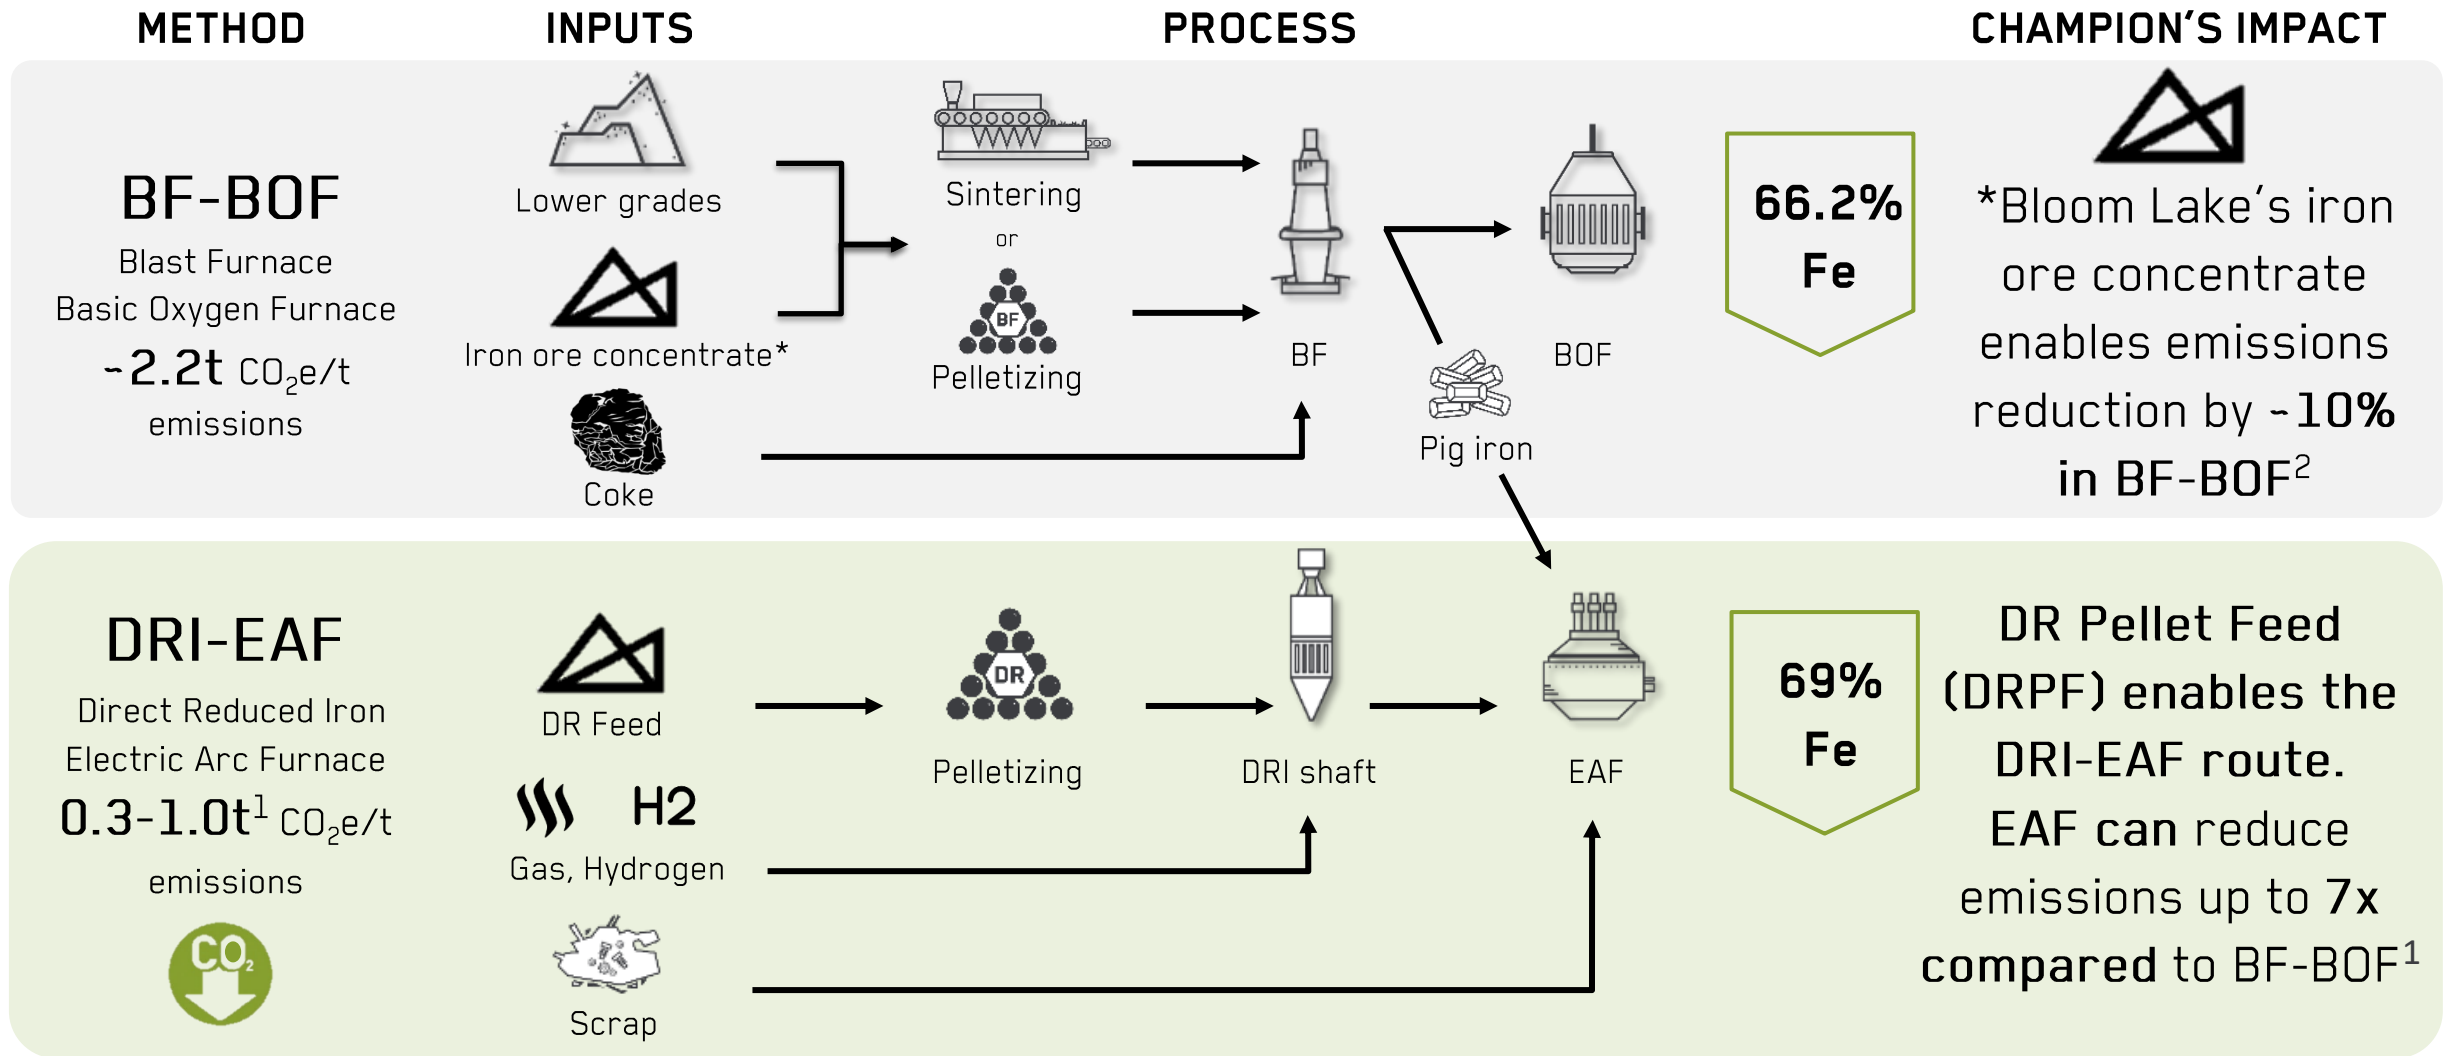 METHOD
INPUTS
PROCESS
CHAMPION'S IMPACT
BF-BOF
Blast Furnace
Basic Oxygen Furnace
~2.2t CO₂e/t
emissions
Lower grades
Iron ore concentrate*
Coke
Sintering
or
BF
Pelletizing
BF
Pig iron
BOF
66.2%
Fe
*Bloom Lake's iron
ore concentrate
enables emissions
reduction by ~10%
in BF-BOF²
DRI-EAF
Direct Reduced Iron
Electric Arc Furnace
0.3-1.0t¹ CO₂e/t
emissions
CO₂
DR Feed
H2
Gas, Hydrogen
Scrap
DR
Pelletizing
DRI shaft
EAF
69%
Fe
DR Pellet Feed
(DRPF) enables the
DRI-EAF route.
EAF can reduce
emissions up to 7x
compared to BF-BOF¹